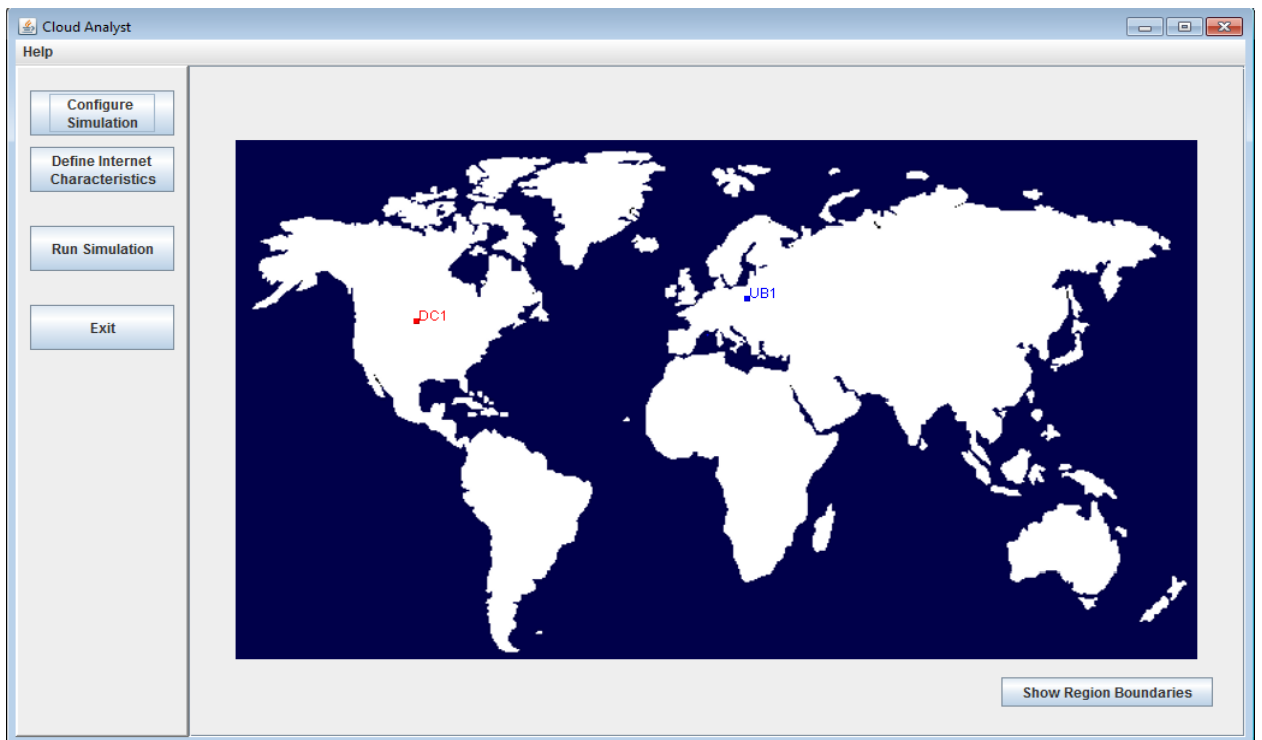 Cloud Analyst
Help
Configure
Simulation
Define Internet
Characteristics
Run Simulation
Exit
DC1
UB1
Show Region Boundaries